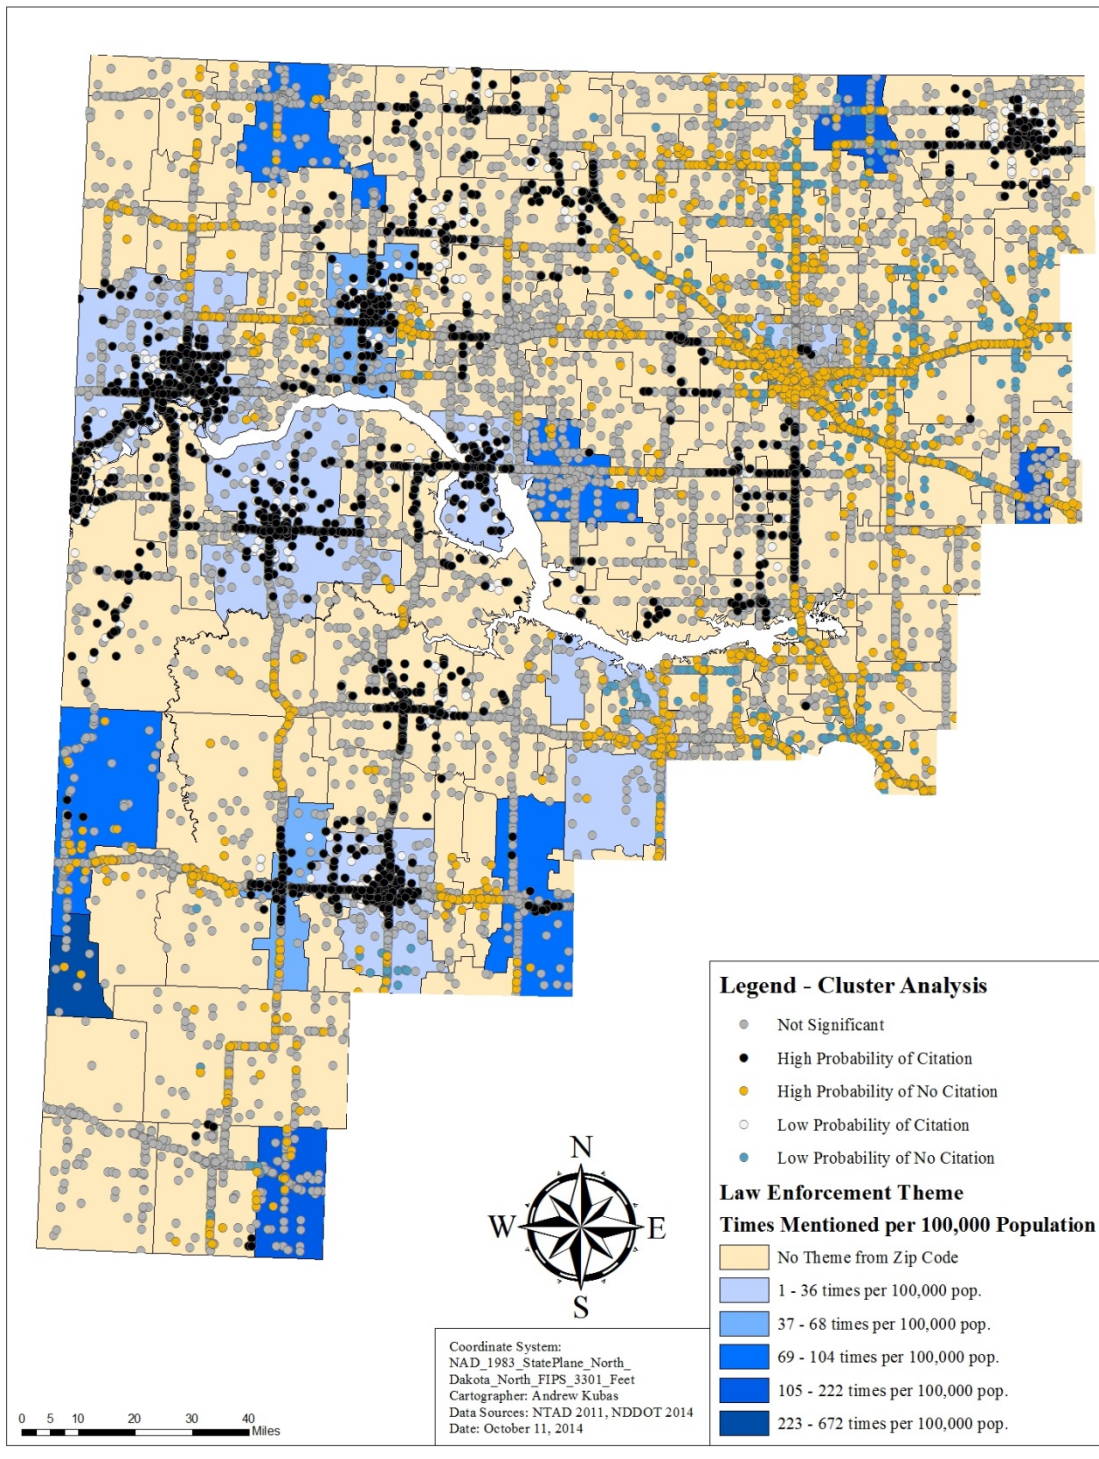 Legend - Cluster Analysis
Not Significant
High Probability of Citation
High Probability of No Citation
Low Probability of Citation
Low Probability of No Citation
Law Enforcement Theme
Times Mentioned per 100,000 Population
No Theme from Zip Code
1 - 36 times per 100,000 pop.
37 - 68 times per 100,000 pop.
69 - 104 times per 100,000 pop.
105 - 222 times per 100,000 pop.
223 - 672 times per 100,000 pop.
N
W
E
S
Coordinate System:
NAD_1983_StatePlane_North_
Dakota_North_FIPS_3301_Feet
Cartographer: Andrew Kubas
Data Sources: NTAD 2011, NDDOT 2014
Date: October 11, 2014
0 5 10 20 30 40
Miles